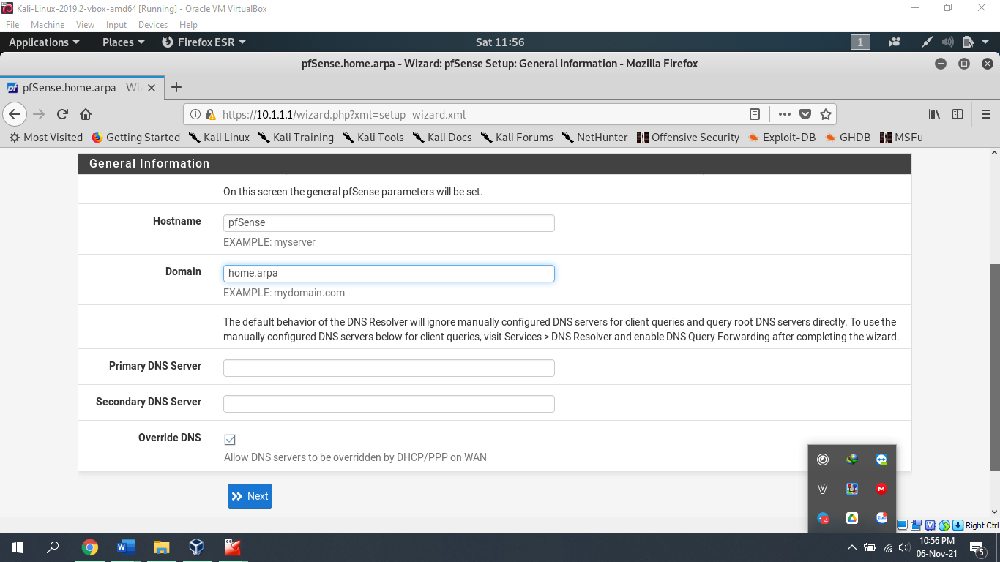 Kali-Linux-2019.2-vbox-amd64 [Running] - Oracle VM VirtualBox
File Machine View Input Devices Help
Applications Places Firefox ESR Sat 11:56 1
pfSense.home.arpa - Wizard: pfSense Setup: General Information - Mozilla Firefox
pf pfSense.home.arpa - Wiz
https://10.1.1.1/wizard.php?xml=setup_wizard.xml
Most Visited Getting Started Kali Linux Kali Training Kali Tools Kali Docs Kali Forums NetHunter Offensive Security Exploit-DB GHDB MSFu
General Information
On this screen the general pfSense parameters will be set.
Hostname pfSense
EXAMPLE: myserver
Domain home.arpa
EXAMPLE: mydomain.com
The default behavior of the DNS Resolver will ignore manually configured DNS servers for client queries and query root DNS servers directly. To use the
manually configured DNS servers below for client queries, visit Services > DNS Resolver and enable DNS Query Forwarding after completing the wizard.
Primary DNS Server
Secondary DNS Server
Override DNS
Allow DNS servers to be overridden by DHCP/PPP on WAN
Next
Zalo
Right Ctrl
10:56 PM
06-Nov-21
5